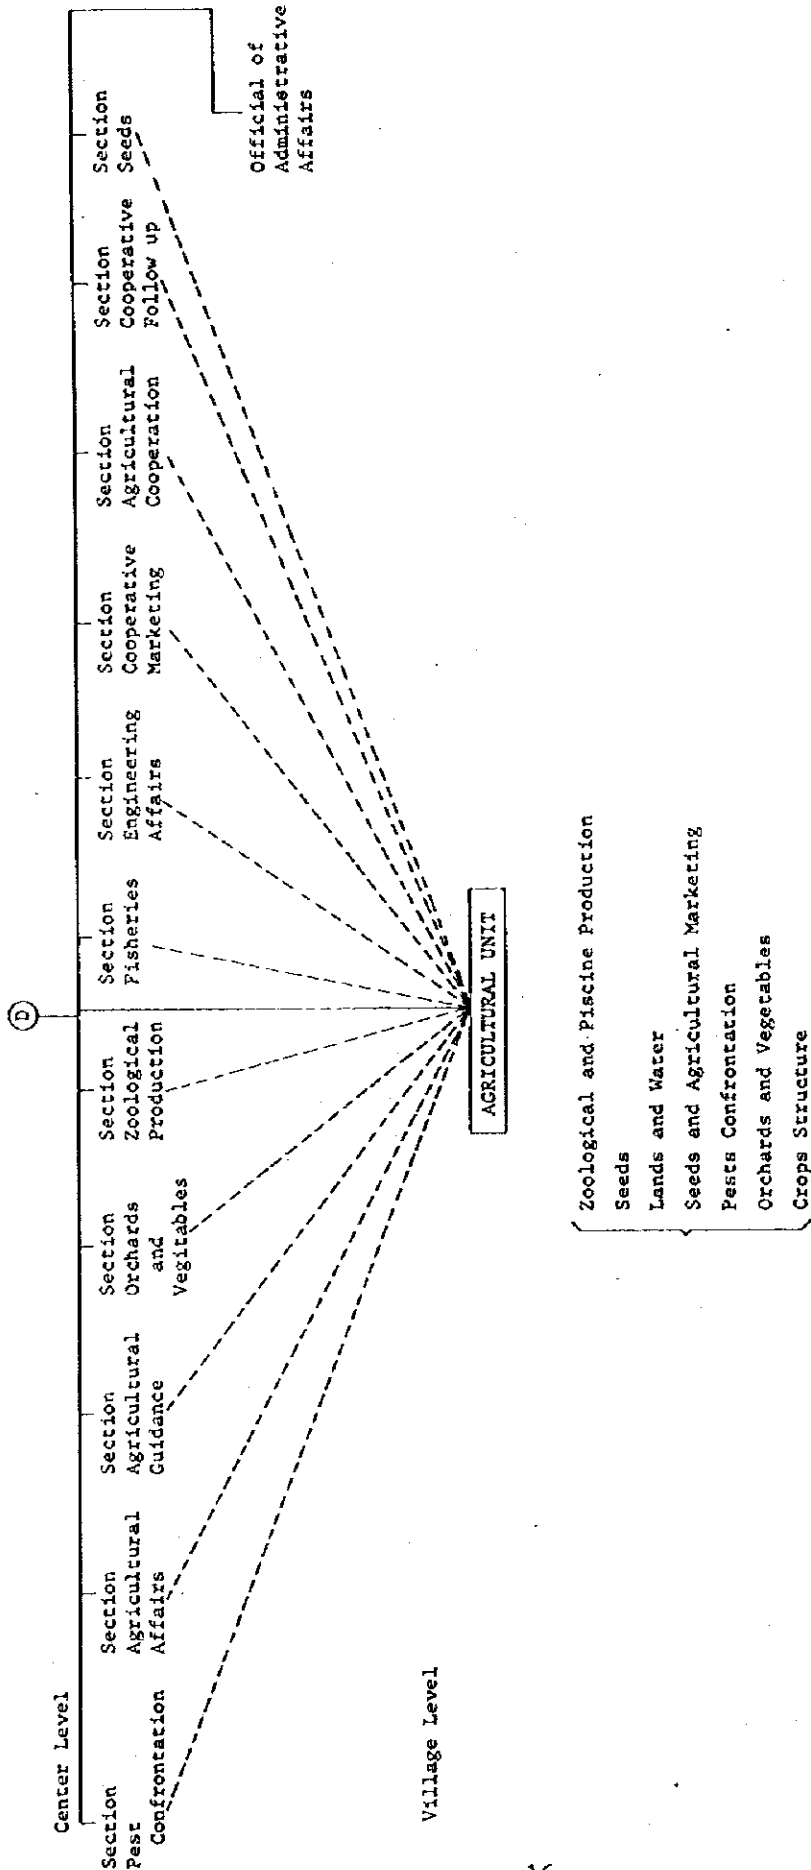 D
Center Level
Section
Pest
Confrontation
Section
Agricultural
Affairs
Section
Agricultural
Guidance
Section
Orchards
and
Vegitables
Section
Zoological
Production
Section
Fisheries
Section
Engineering
Affairs
Section
Cooperative
Marketing
Section
Agricultural
Cooperation
Section
Cooperative
Follow up
Section
Seeds
Official of
Administrative
Affairs
Village Level
AGRICULTURAL UNIT
Zoological and Piscine Production
Seeds
Lands and Water
Seeds and Agricultural Marketing
Pests Confrontation
Orchards and Vegetables
Crops Structure